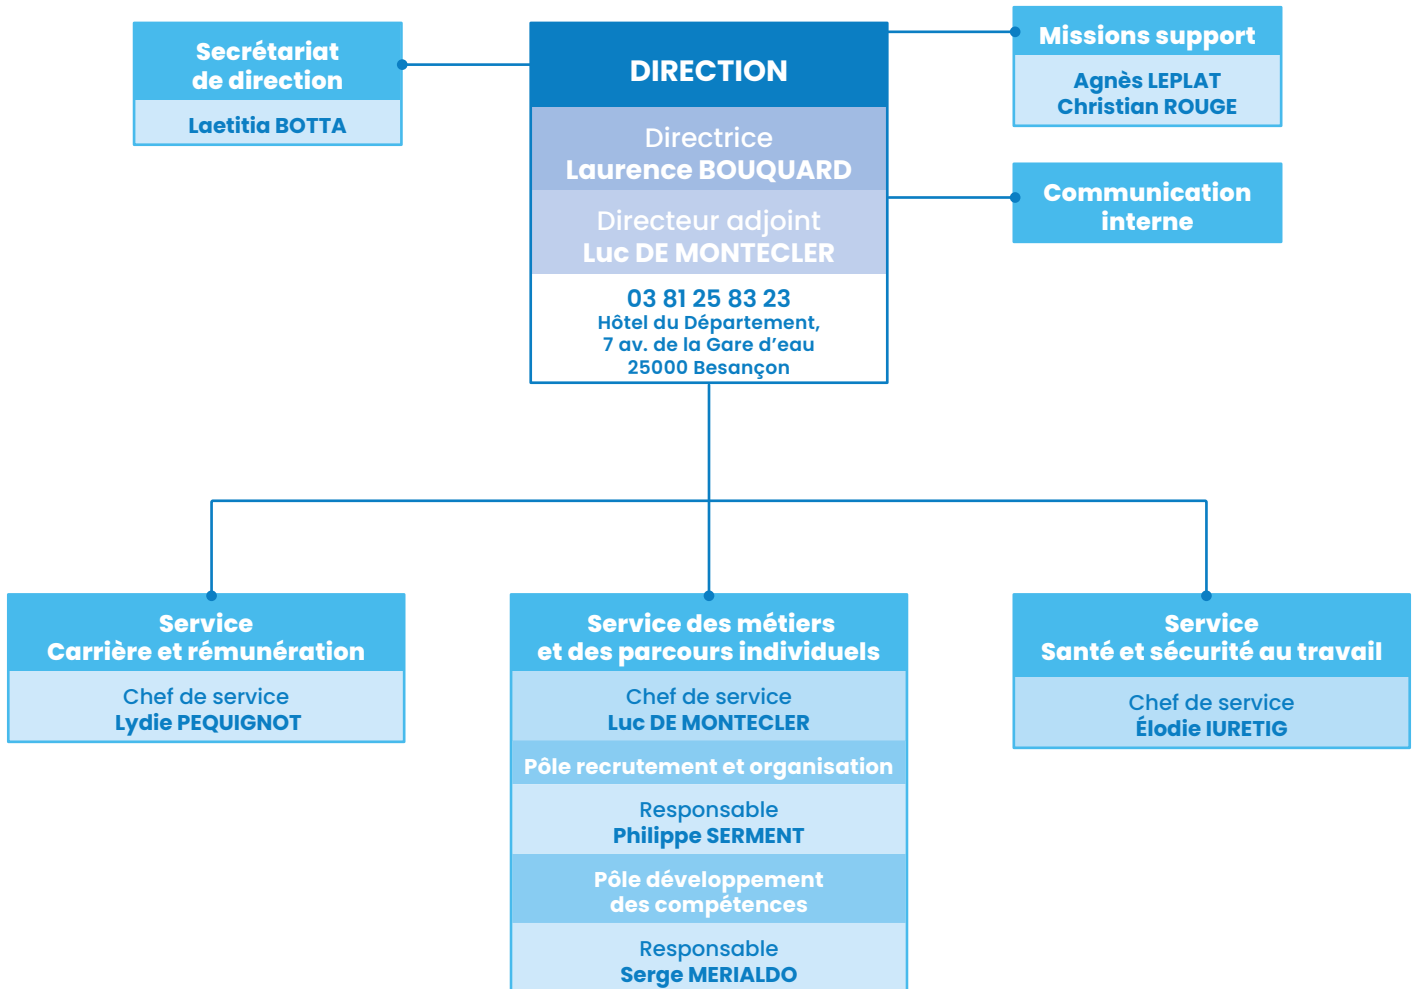 Secrétariat
de direction
Laetitia BOTTA
DIRECTION
Directrice
Laurence BOUQUARD
Directeur adjoint
Luc DE MONTECLER
03 81 25 83 23
Hôtel du Département,
7 av. de la Gare d’eau
25000 Besançon
Missions support
Agnès LEPLAT
Christian ROUGE
Communication
interne
Service
Carrière et rémunération
Chef de service
Lydie PEQUIGNOT
Service des métiers
et des parcours individuels
Chef de service
Luc DE MONTECLER
Pôle recrutement et organisation
Responsable
Philippe SERMENT
Pôle développement
des compétences
Responsable
Serge MERIALDO
Service
Santé et sécurité au travail
Chef de service
Élodie IURETIG